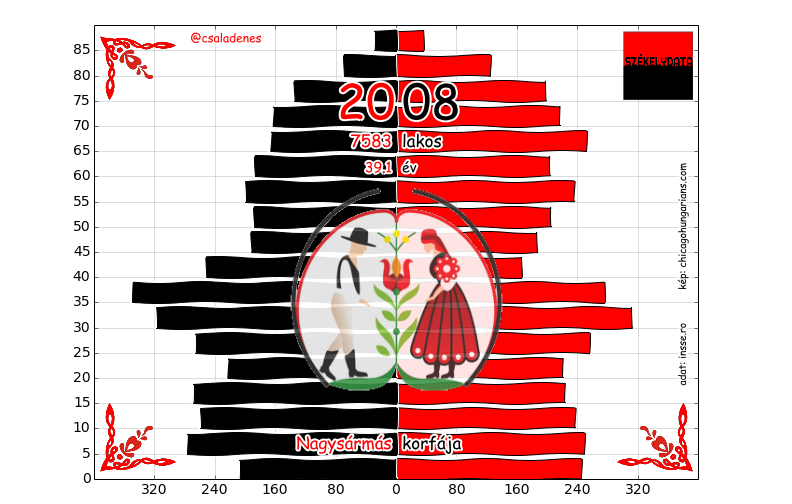 @csaladenes
SZÉKELYDATA
2008
7583 lakos
39.1 év
kép: chicagohungarians.com
adat: insse.ro
Nagysármás korfája
85
80
75
70
65
60
55
50
45
40
35
30
25
20
15
10
5
0
320 240 160 80 0 80 160 240 320